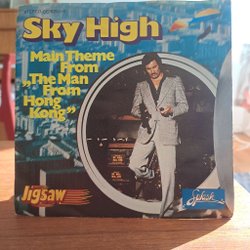 Sky High
Main Theme
From
„The Man
From
Hong
Kong”
Jigsaw
Splash